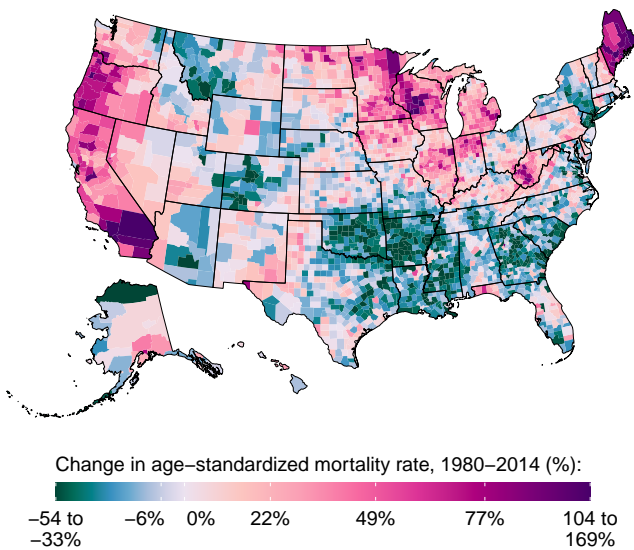 Change in age−standardized mortality rate, 1980−2014 (%):
−54 to −6% 0% 22% 49% 77% 104 to
−33% 169%